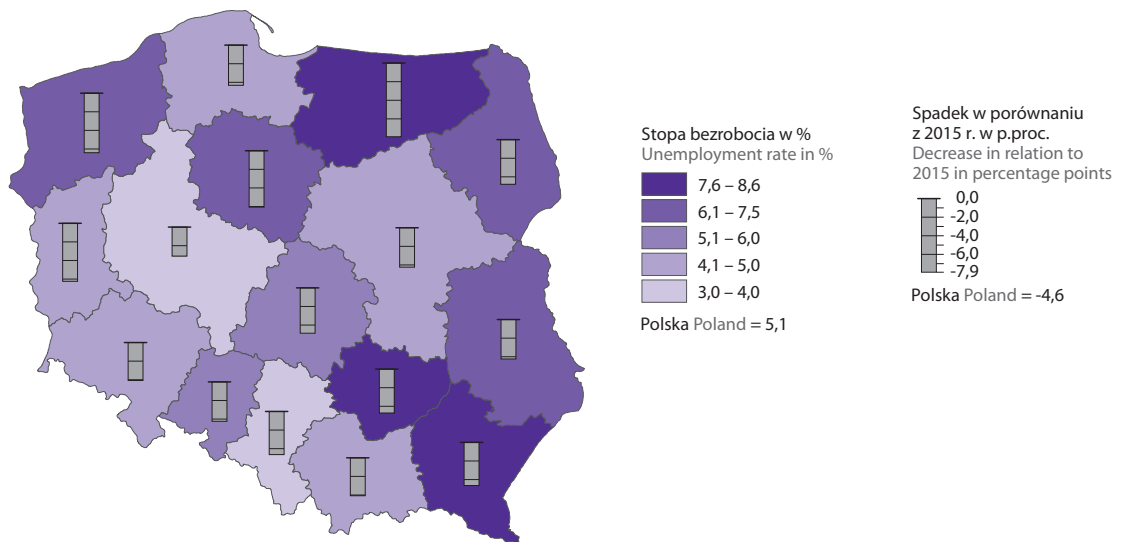 Stopa bezrobocia w %
Unemployment rate in %
7,6 – 8,6
6,1 – 7,5
5,1 – 6,0
4,1 – 5,0
3,0 – 4,0
Polska Poland = 5,1
Spadek w porównaniu
z 2015 r. w p.proc.
Decrease in relation to
2015 in percentage points
0,0
-2,0
-4,0
-6,0
-7,9
Polska Poland = -4,6